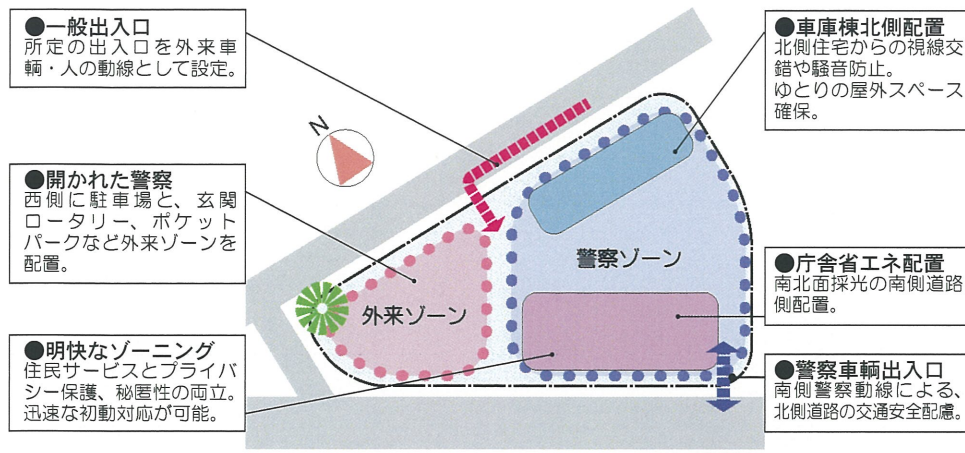 ●一般出入口
所定の出入口を外来車
輌・人の動線として設定。
●開かれた警察
西側に駐車場と、玄関
ロータリー、ポケット
パークなど外来ゾーンを
配置。
●明快なゾーニング
住民サービスとプライバ
シー保護、秘匿性の両立。
迅速な初動対応が可能。
N
警察ゾーン
外来ゾーン
●車庫棟北側配置
北側住宅からの視線交
錯や騒音防止。
ゆとりの屋外スペース
確保。
●庁舎省エネ配置
南北面採光の南側道路
側配置。
●警察車輌出入口
南側警察動線による、
北側道路の交通安全配慮。